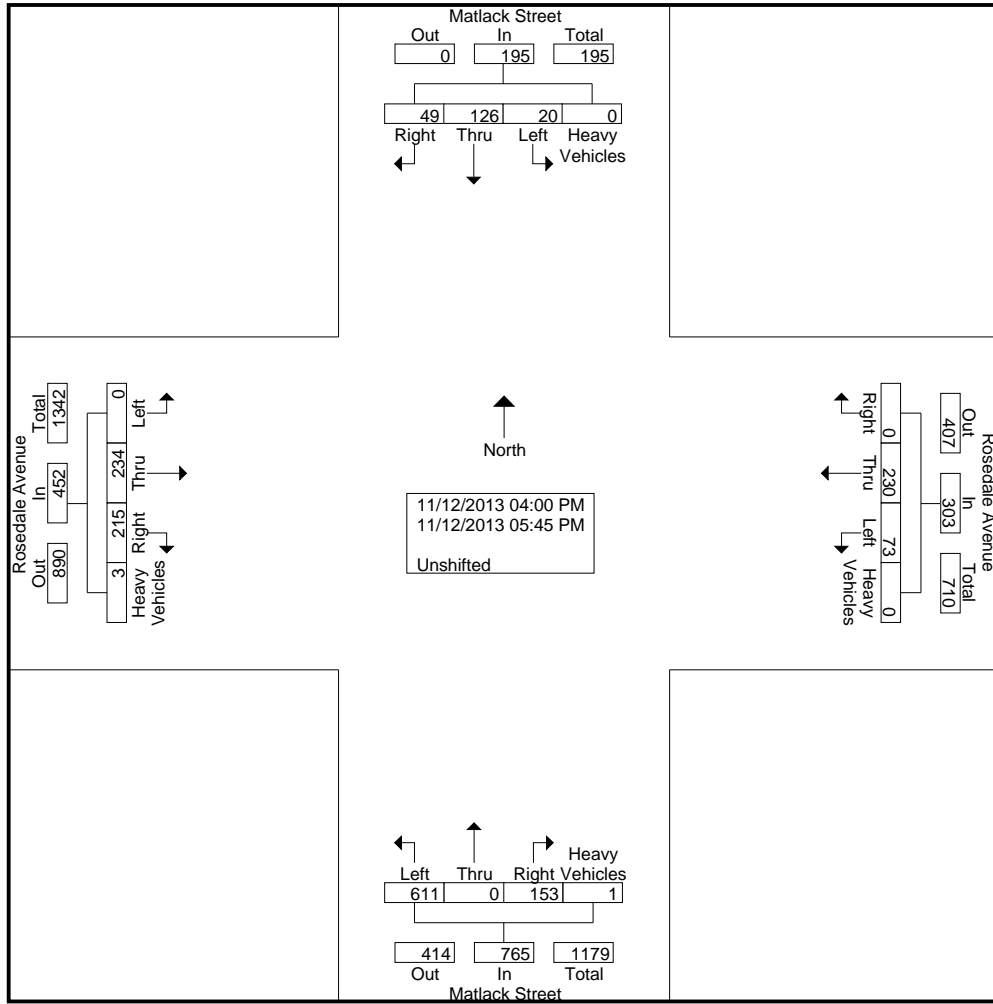 Matlack Street
Out In Total
0 195 195
49 126 20 0
Right Thru Left Heavy Vehicles
Rosedale Avenue
Total In Out
1342 452 890
0 234 215 3
Left Thru Right Heavy Vehicles
North
11/12/2013 04:00 PM
11/12/2013 05:45 PM
Unshifted
Rosedale Avenue
Out In Total
407 303 710
0 230 73 0
Right Thru Left Heavy Vehicles
Left Thru Right Heavy Vehicles
611 0 153 1
414 765 1179
Out In Total
Matlack Street